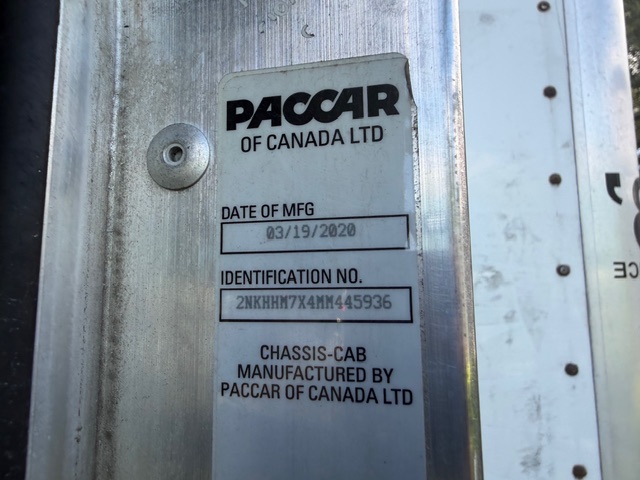 PACCAR
OF CANADA LTD
DATE OF MFG
03/19/2020
IDENTIFICATION NO.
2NKHHM7X4MM445936
CHASSIS-CAB
MANUFACTURED BY
PACCAR OF CANADA LTD